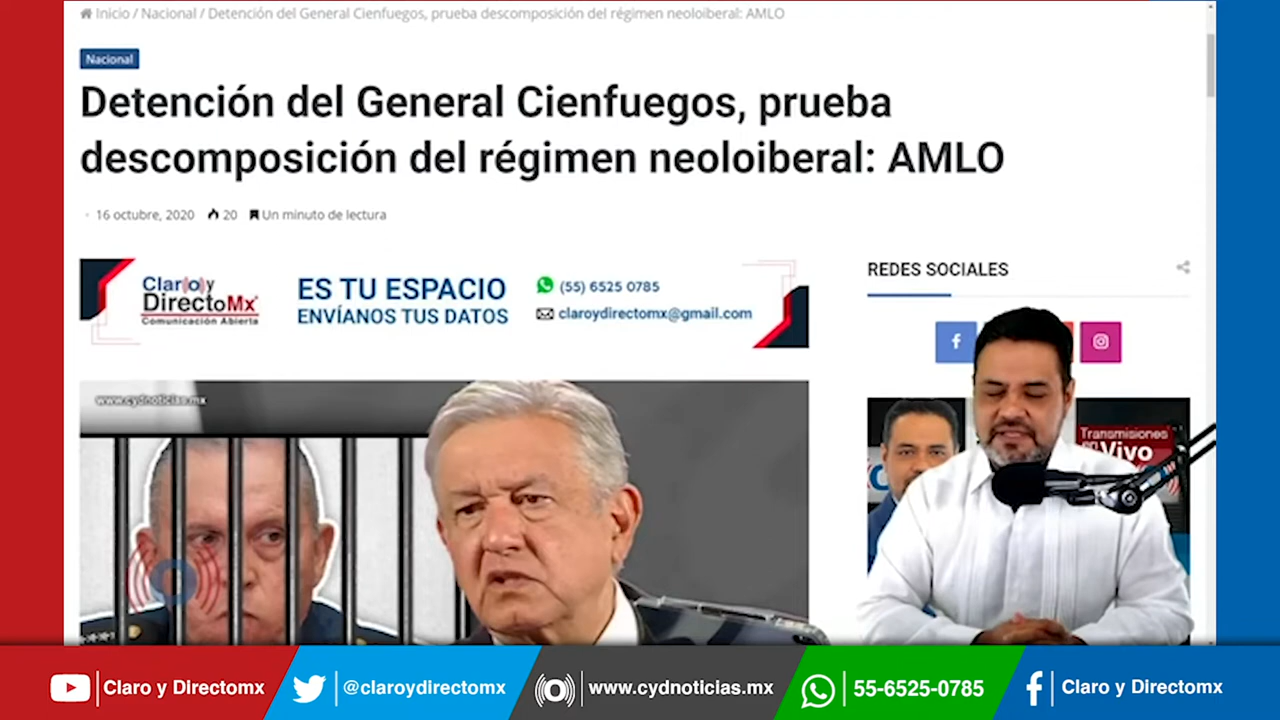 Inicio / Nacional / Detención del General Cienfuegos, prueba descomposición del régimen neoloiberal: AMLO
Nacional
Detención del General Cienfuegos, prueba
descomposición del régimen neoloiberal: AMLO
16 octubre, 2020 20 Un minuto de lectura
Claro y
DirectoMx
Comunicación Abierta
ES TU ESPACIO
ENVÍANOS TUS DATOS
(55) 6525 0785
claroydirectomx@gmail.com
REDES SOCIALES
www.cydnoticias.mx
Transmisiones
en Vivo
Claro y Directomx
@claroydirectomx
www.cydnoticias.mx
55-6525-0785
Claro y Directomx